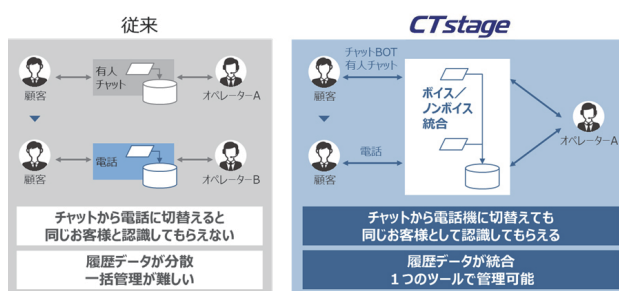 従来
有人
チャット
顧客
オペレーターA
電話
顧客
オペレーターB
チャットから電話に切替えると
同じお客様と認識してもらえない
履歴データが分散
一括管理が難しい
CTstage
チャットBOT
有人チャット
顧客
ボイス／
ノンボイス
統合
オペレーターA
電話
顧客
チャットから電話機に切替えても
同じお客様として認識してもらえる
履歴データが統合
１つのツールで管理可能